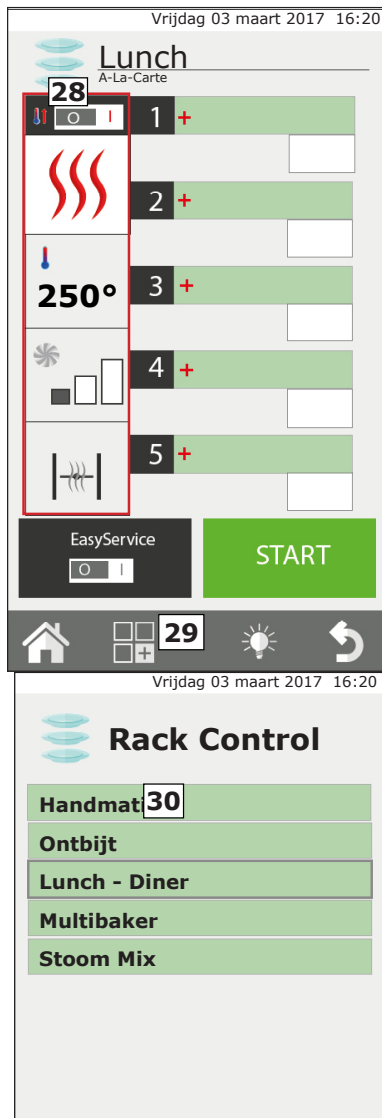 Vrijdag 03 maart 2017 16:20
Lunch
A-La-Carte
28
O I
1 +
2 +
250°
3 +
4 +
5 +
EasyService
O I
START
29
Vrijdag 03 maart 2017 16:20
Rack Control
30
Ontbijt
Lunch - Diner
Multibaker
Stoom Mix